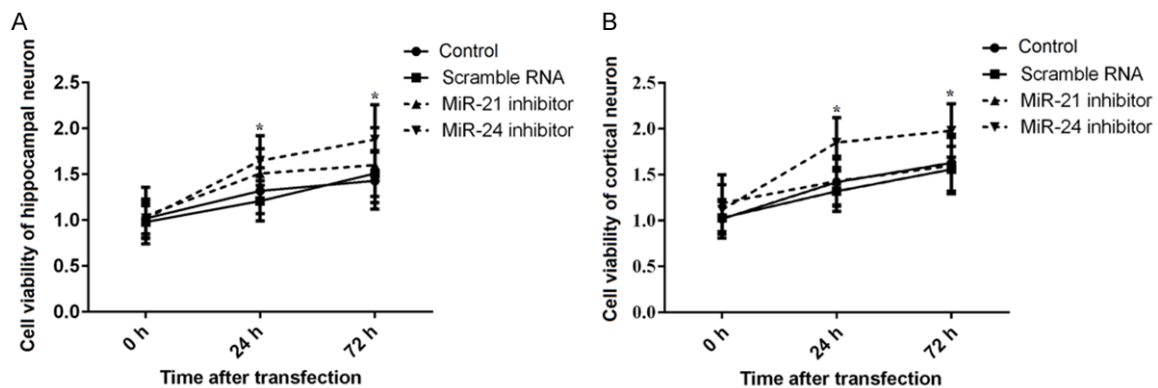 A
Control
Scramble RNA
MiR-21 inhibitor
MiR-24 inhibitor
Cell viability of hippocampal neuron
2.5
2.0
1.5
1.0
0.5
0.0
*
*
0 h
24 h
72 h
Time after transfection
B
Control
Scramble RNA
MiR-21 inhibitor
MiR-24 inhibitor
Cell viability of cortical neuron
2.5
2.0
1.5
1.0
0.5
0.0
*
*
0 h
24 h
72 h
Time after transfection